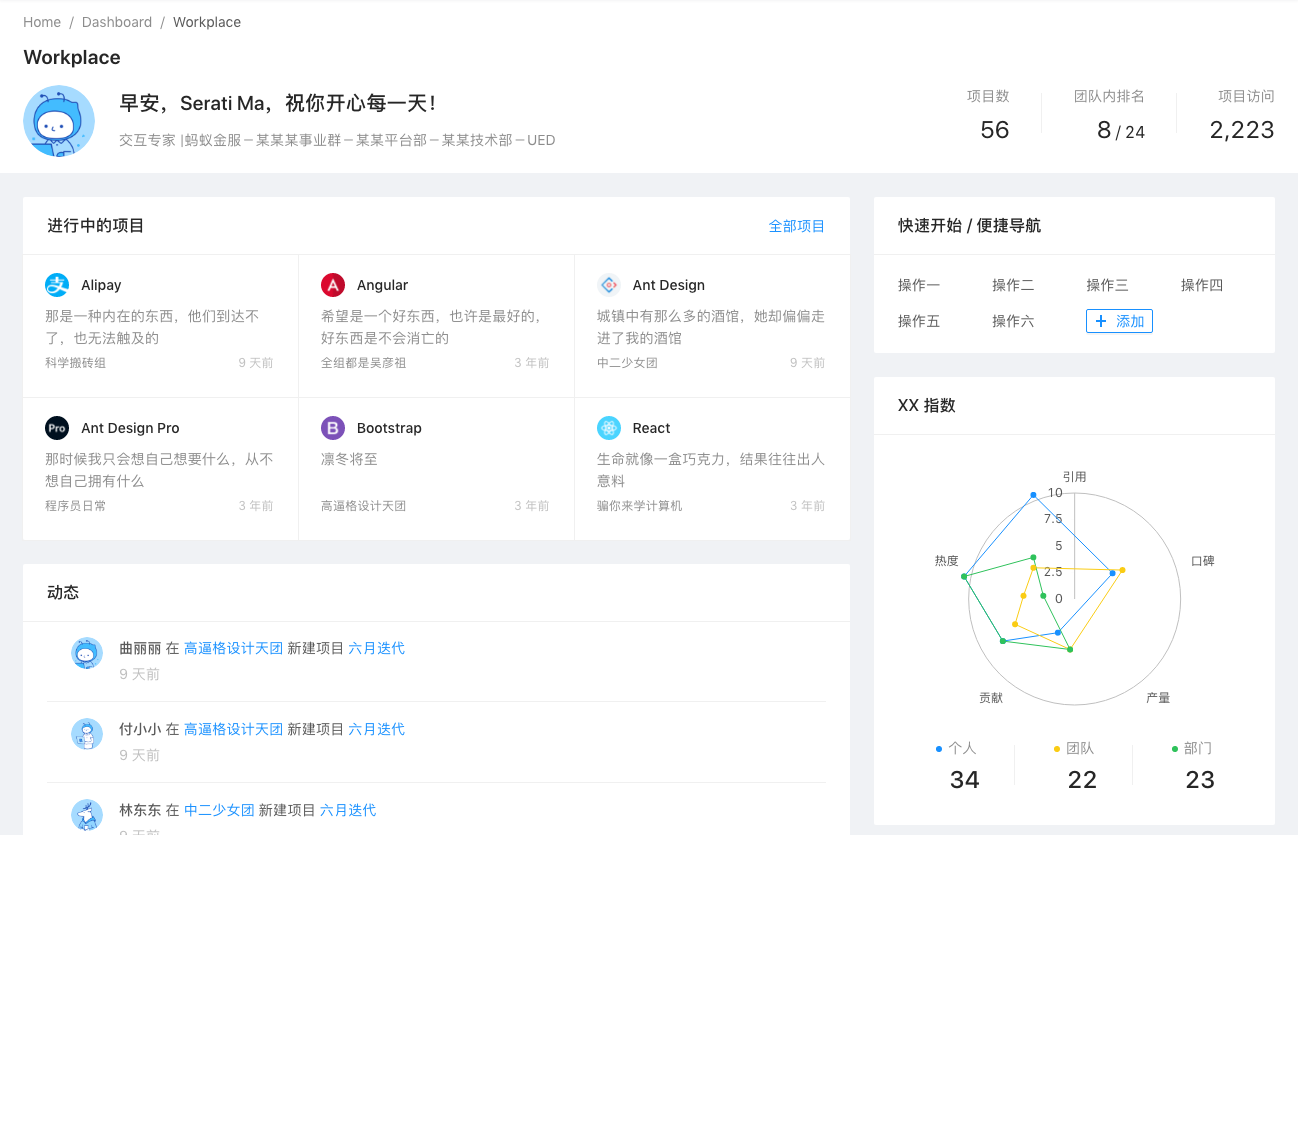 Home / Dashboard / Workplace
Workplace
早安，Serati Ma，祝你开心每一天！
交互专家 |蚂蚁金服－某某某事业群－某某平台部－某某技术部－UED
项目数
56
团队内排名
8 / 24
项目访问
2,223
进行中的项目
全部项目
Alipay
那是一种内在的东西，他们到达不
了，也无法触及的
科学搬砖组
9 天前
Angular
希望是一个好东西，也许是最好的，
好东西是不会消亡的
全组都是吴彦祖
3 年前
Ant Design
城镇中有那么多的酒馆，她却偏偏走
进了我的酒馆
中二少女团
9 天前
Pro
Ant Design Pro
那时候我只会想自己想要什么，从不
想自己拥有什么
程序员日常
3 年前
B
Bootstrap
凛冬将至
高逼格设计天团
3 年前
React
生命就像一盒巧克力，结果往往出人
意料
骗你来学计算机
3 年前
动态
曲丽丽 在 高逼格设计天团 新建项目 六月迭代
9 天前
付小小 在 高逼格设计天团 新建项目 六月迭代
9 天前
林东东 在 中二少女团 新建项目 六月迭代
9 天前
快速开始 / 便捷导航
操作一
操作二
操作三
操作四
操作五
操作六
+ 添加
XX 指数
引用
10
7.5
5
2.5
0
热度
口碑
贡献
产量
个人
34
团队
22
部门
23